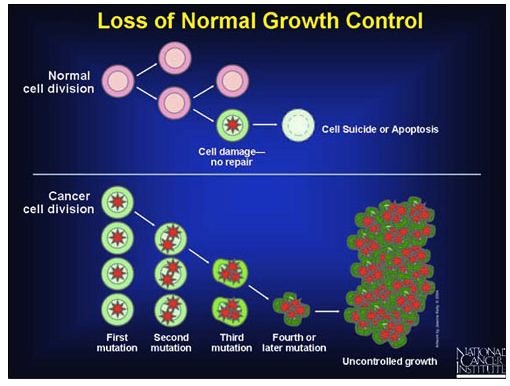 Loss of Normal Growth Control
Normal
cell division
Cell Suicide or Apoptosis
Cell damage—
no repair
Cancer
cell division
First
mutation
Second
mutation
Third
mutation
Fourth or
later mutation
Uncontrolled growth
NATIONAL
CANCER
INSTITUTE